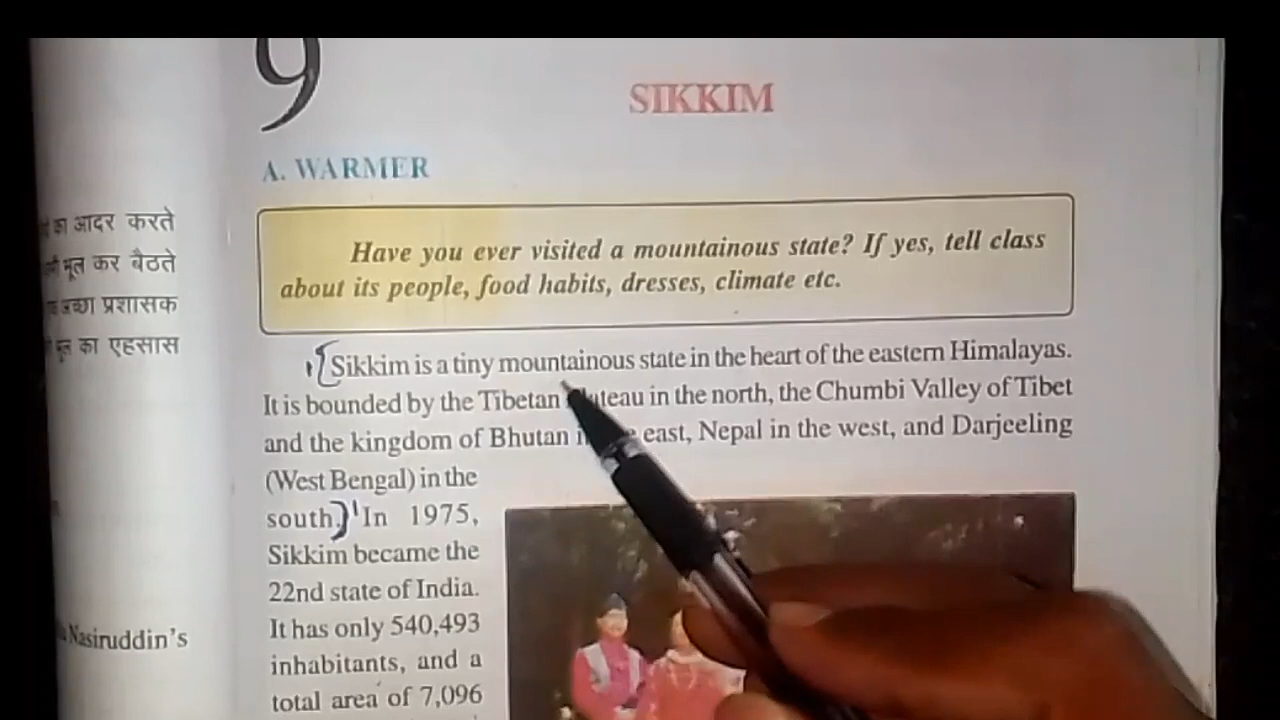 का आदर करते
भूल कर बैठते
अच्छा प्रशासक
का एहसास
Nasiruddin's
9
SIKKIM
A. WARMER
Have you ever visited a mountainous state? If yes, tell class
about its people, food habits, dresses, climate etc.
Sikkim is a tiny mountainous state in the heart of the eastern Himalayas.
It is bounded by the Tibetan in the north, the Chumbi Valley of Tibet
and the kingdom of Bhutan east, Nepal in the west, and Darjeeling
(West Bengal) in the
south. In 1975,
Sikkim became the
22nd state of India.
It has only 540,493
inhabitants, and a
total area of 7,096